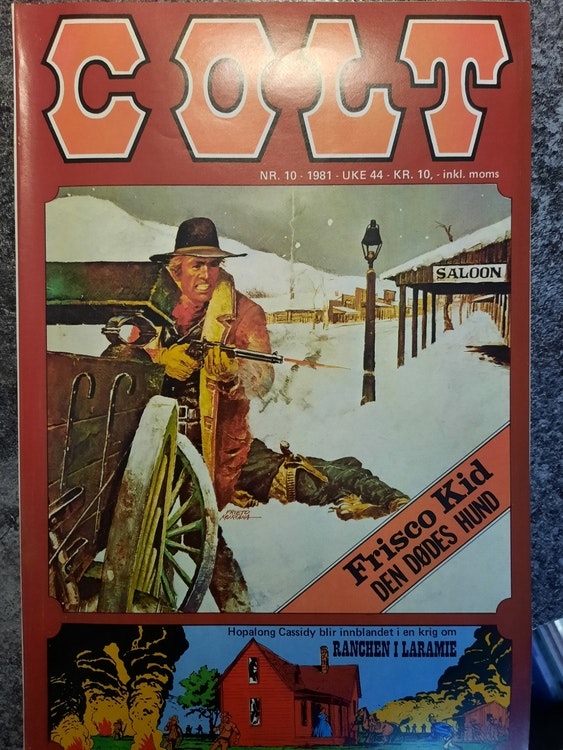 COLT
NR. 10 - 1981 - UKE 44 - KR. 10, - inkl. moms
SALOON
Frisco Kid
DEN DØDES HUND
PRIETO
Hopalong Cassidy blir innblandet i en krig om
RANCHEN I LARAMIE